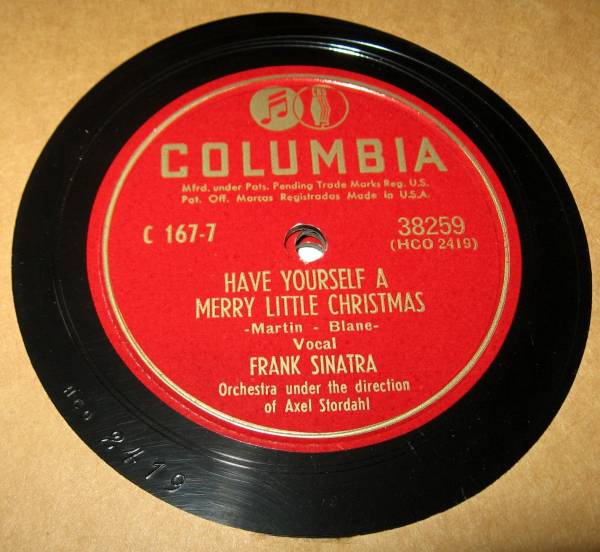 COLUMBIA
Mfrd. under Pats. Pending Trade Marks Reg. U.S.
Pat. Off. Marcas Registradas Made in U.S.A.
C 167-7
38259
(HCO 2419)
HAVE YOURSELF A
MERRY LITTLE CHRISTMAS
-Martin - Blane-
Vocal
FRANK SINATRA
Orchestra under the direction
of Axel Stordahl
HCO 2419